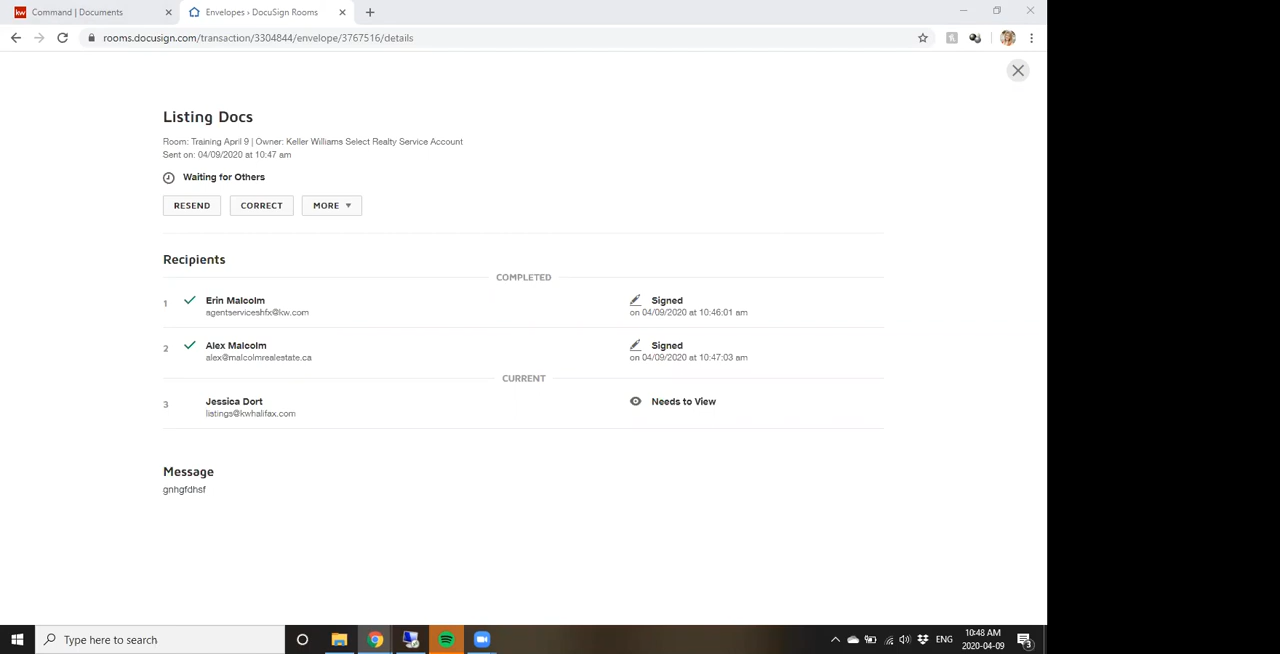 kw Command | Documents
Envelopes › DocuSign Rooms
rooms.docusign.com/transaction/3304844/envelope/3767516/details
Listing Docs
Room: Training April 9 | Owner: Keller Williams Select Realty Service Account
Sent on: 04/09/2020 at 10:47 am
Waiting for Others
RESEND CORRECT MORE
Recipients
COMPLETED
1 Erin Malcolm Signed
agentserviceshfx@kw.com on 04/09/2020 at 10:46:01 am
2 Alex Malcolm Signed
alex@malcolmrealestate.ca on 04/09/2020 at 10:47:03 am
CURRENT
3 Jessica Dort Needs to View
listings@kwhalifax.com
Message
gnhgfdhsf
Type here to search
ENG
10:48 AM
2020-04-09
3